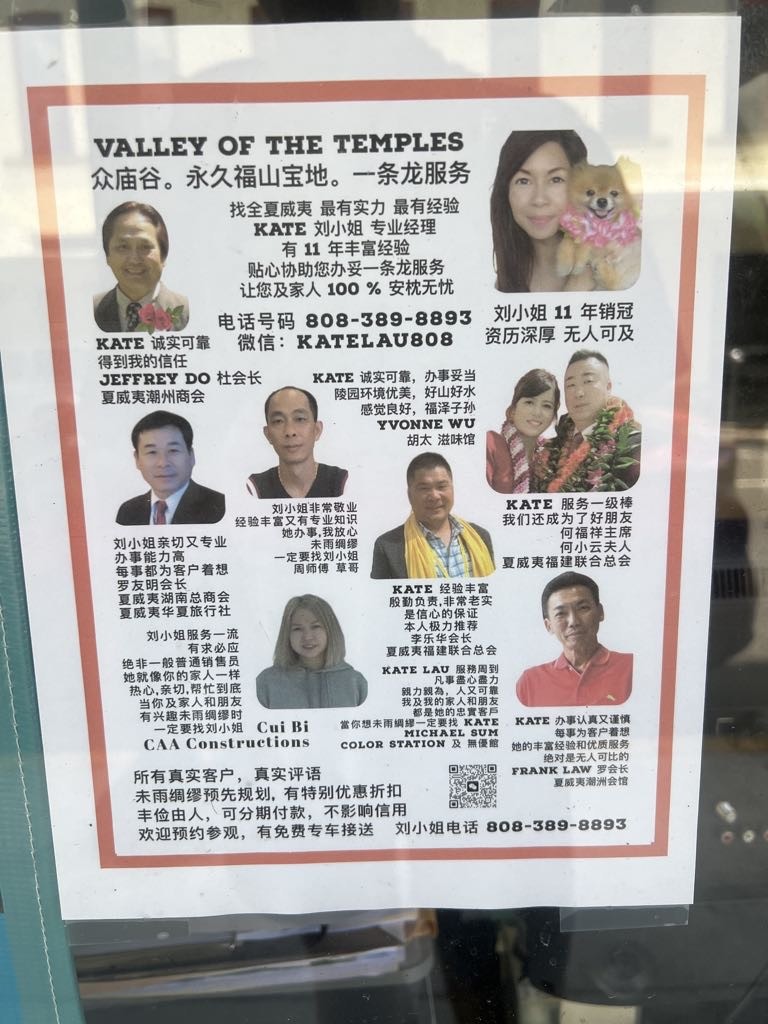 VALLEY OF THE TEMPLES
众庙谷。永久福山宝地。一条龙服务
找全夏威夷 最有实力 最有经验
KATE 刘小姐 专业经理
有 11 年丰富经验
贴心协助您办妥一条龙服务
让您及家人 100 % 安枕无忧
电话号码 808-389-8893
微信: KATELAU808
刘小姐 11 年销冠
资历深厚 无人可及
KATE 诚实可靠
得到我的信任
JEFFREY DO 杜会长
夏威夷潮州商会
KATE 诚实可靠, 办事妥当
陵园环境优美, 好山好水
感觉良好, 福泽子孙
YVONNE WU
胡太 滋味馆
刘小姐非常敬业
经验丰富又有专业知识
她办事,我放心
未雨绸缪
一定要找刘小姐
周师傅 草哥
KATE 服务一级棒
我们还成为了好朋友
何福祥主席
何小云夫人
夏威夷福建联合总会
刘小姐亲切又专业
办事能力高
每事都为客户着想
罗友明会长
夏威夷湖南总商会
夏威夷华夏旅行社
KATE 经验丰富
殷勤负责,非常老实
是信心的保证
本人极力推荐
李乐华会长
夏威夷福建联合总会
刘小姐服务一流
有求必应
绝非一般普通销售员
她就像你的家人一样
热心,亲切,帮忙到底
当你及家人和朋友
有兴趣未雨绸缪时
一定要找刘小姐
Cui Bi
CAA Constructions
KATE LAU 服務周到
凡事盡心盡力
親力親為, 人又可靠
我及我的家人和朋友
都是她的忠實客戶
當你想未雨綢繆一定要找 KATE
MICHAEL SUM
COLOR STATION 及 無優館
KATE 办事认真又谨慎
每事为客户着想
她的丰富经验和优质服务
绝对是无人可比的
FRANK LAW 罗会长
夏威夷潮洲会馆
所有真实客户, 真实评语
未雨绸缪预先规划, 有特别优惠折扣
丰俭由人, 可分期付款, 不影响信用
欢迎预约参观, 有免费专车接送 刘小姐电话 808-389-8893